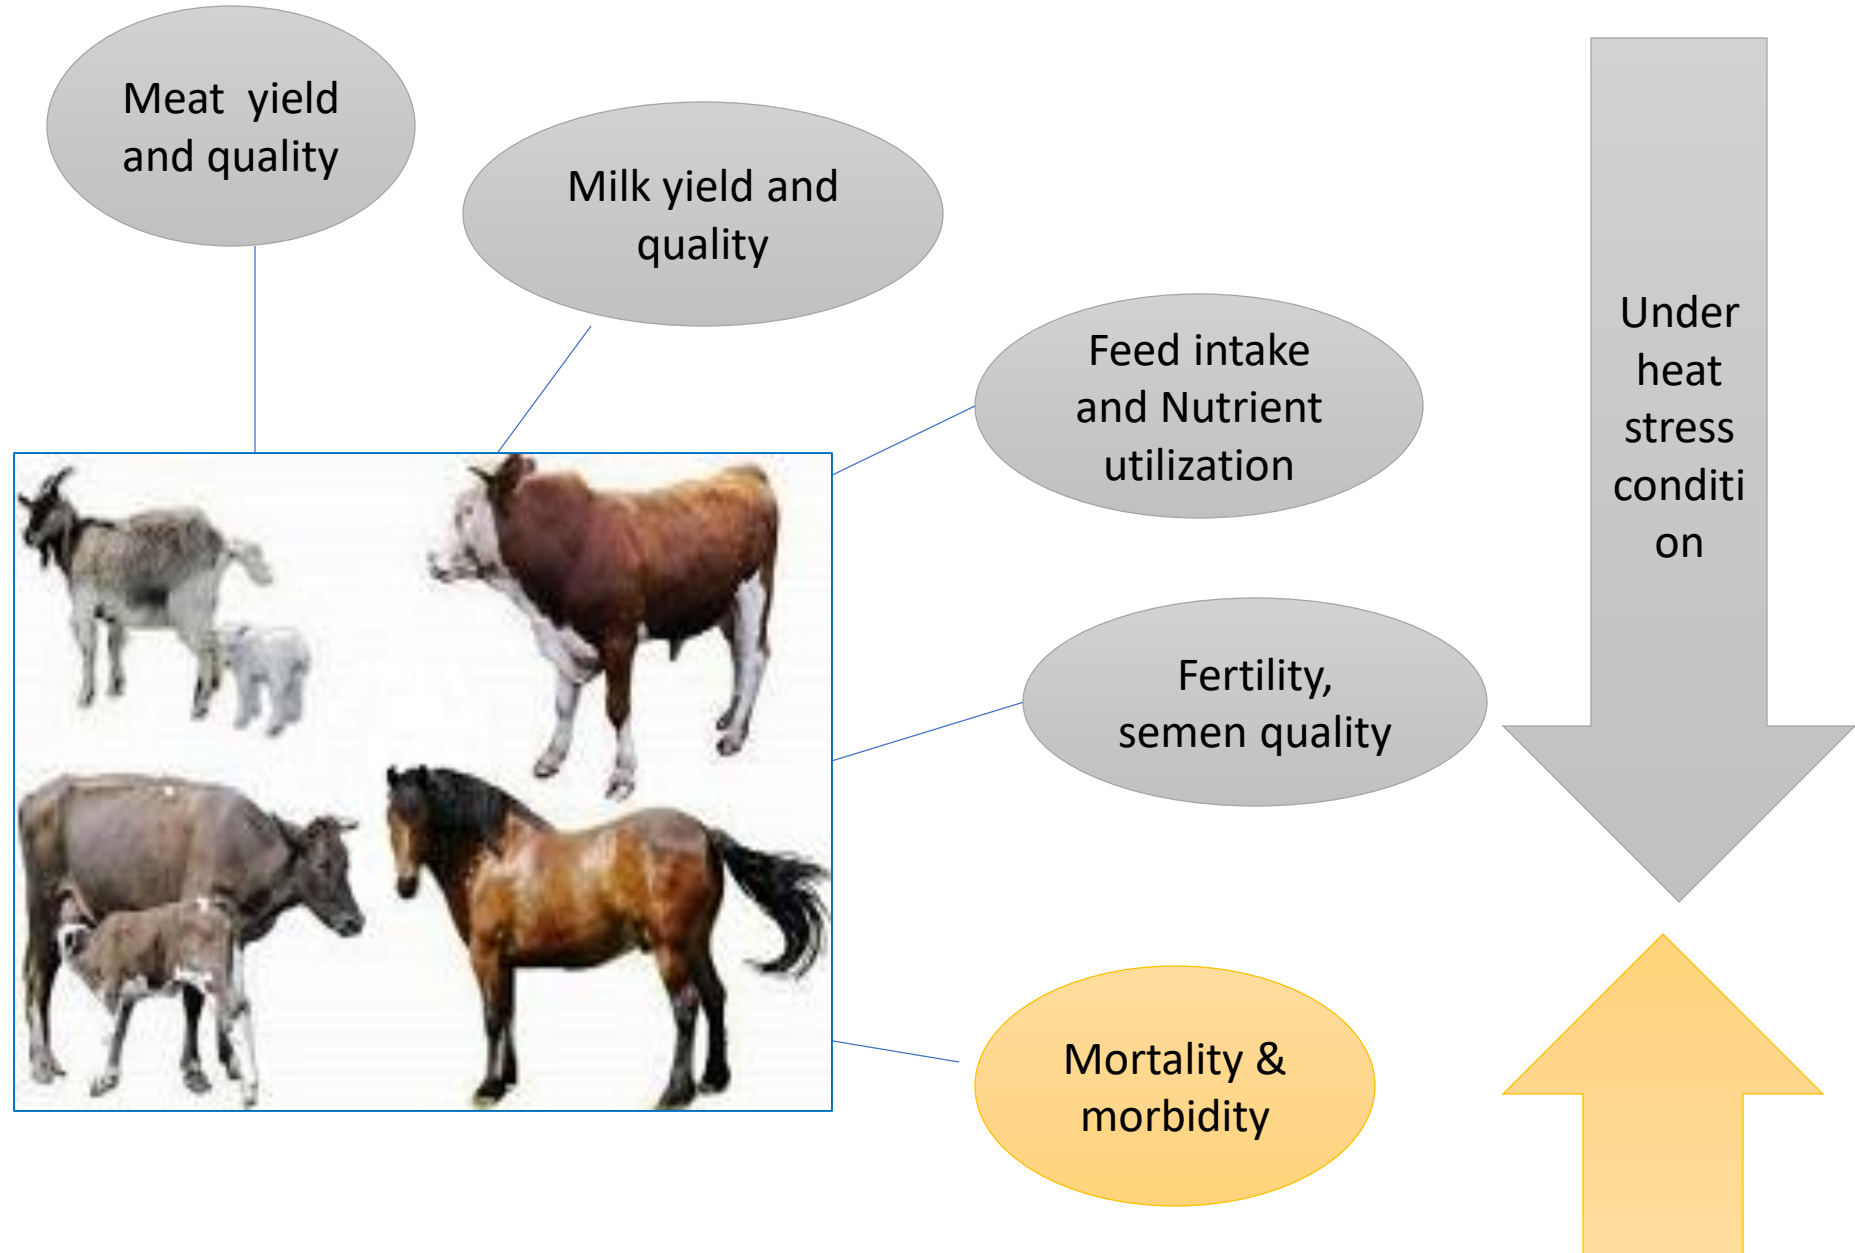 Meat yield
and quality
Milk yield and
quality
Feed intake
and Nutrient
utilization
Under
heat
stress
conditi
on
Fertility,
semen quality
Mortality &
morbidity